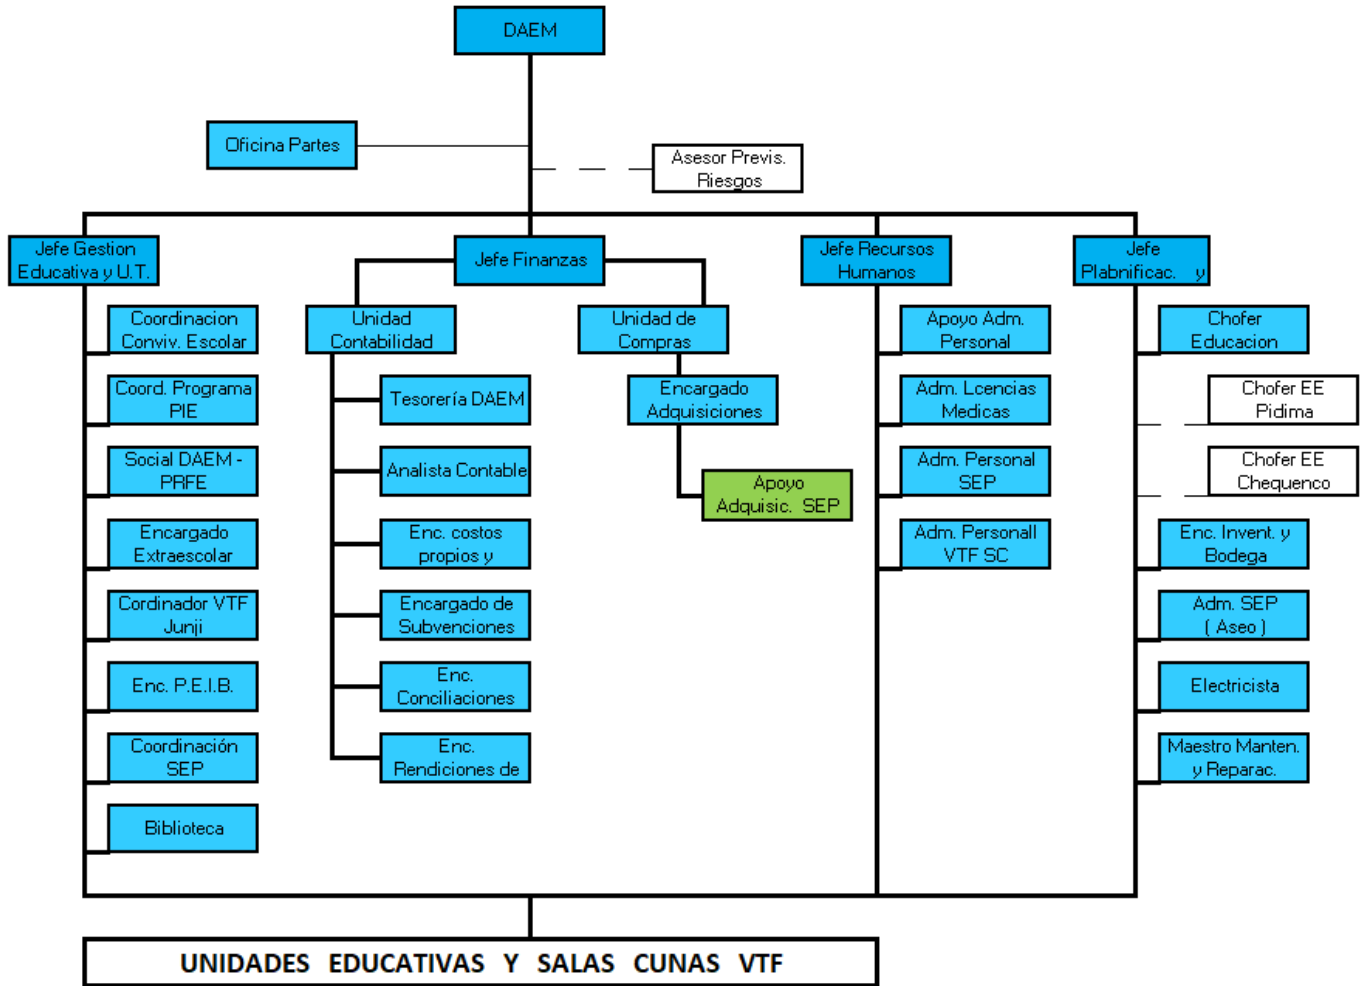 DAEM
Oficina Partes
Asesor Previs.
Riesgos
Jefe Gestion
Educativa y U.T.
Jefe Finanzas
Jefe Recursos
Humanos
Jefe
Plabnificac. y
Coordinacion
Conviv. Escolar
Coord. Programa
PIE
Social DAEM -
PRFE
Encargado
Extraescolar
Cordinador VTF
Junji
Enc. P.E.I.B.
Coordinación
SEP
Biblioteca
Unidad
Contabilidad
Tesorería DAEM
Analista Contable
Enc. costos
propios y
Encargado de
Subvenciones
Enc.
Conciliaciones
Enc.
Rendiciones de
Unidad de
Compras
Encargado
Adquisiciones
Apoyo
Adquisic. SEP
Apoyo Adm.
Personal
Adm. Lcencias
Medicas
Adm. Personal
SEP
Adm. Personall
VTF SC
Chofer
Educacion
Chofer EE
Pidima
Chofer EE
Chequenco
Enc. Invent. y
Bodega
Adm. SEP
( Aseo )
Electricista
Maestro Manten.
y Reparac.
UNIDADES EDUCATIVAS Y SALAS CUNAS VTF